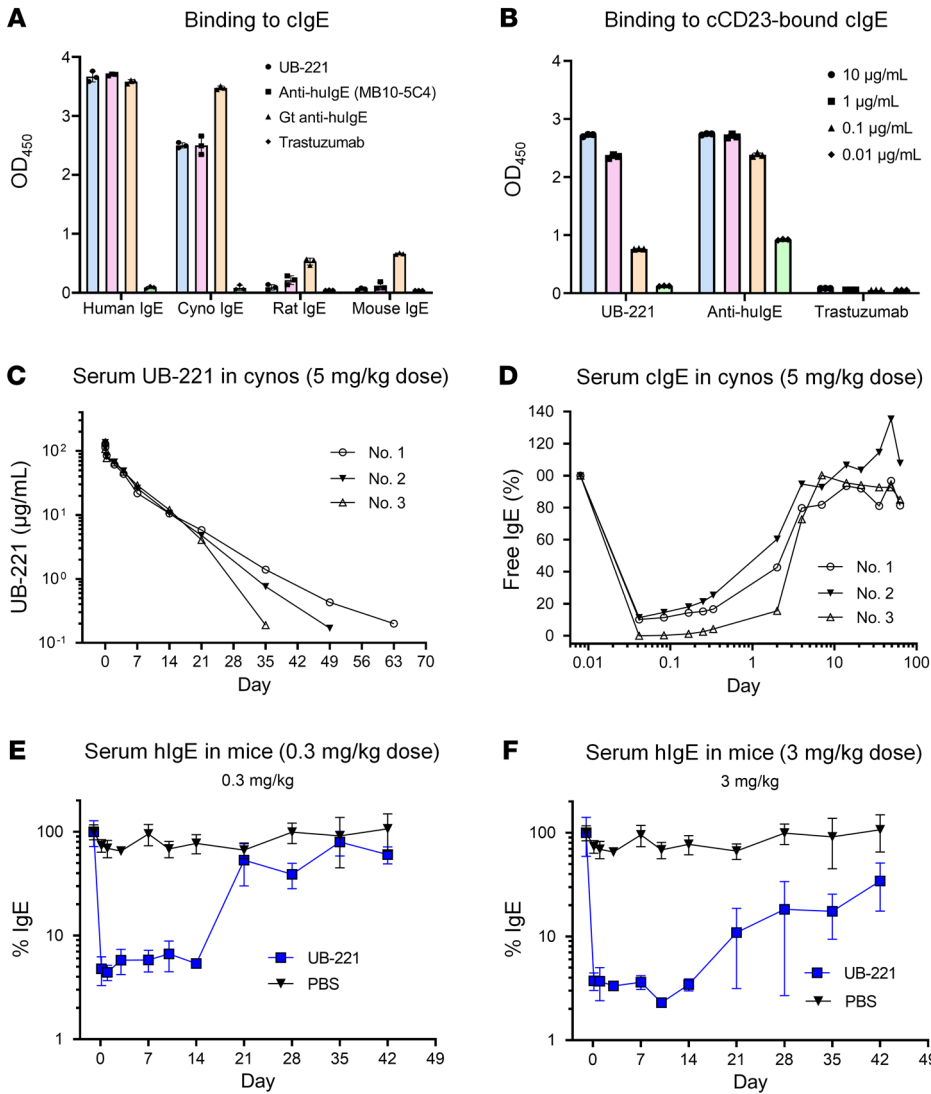 A
Binding to cIgE
OD450
4
3
2
1
0
UB-221
Anti-huIgE (MB10-5C4)
Gt anti-huIgE
Trastuzumab
Human IgE
Cyno IgE
Rat IgE
Mouse IgE
B
Binding to cCD23-bound cIgE
OD450
4
3
2
1
0
10 µg/mL
1 µg/mL
0.1 µg/mL
0.01 µg/mL
UB-221
Anti-huIgE
Trastuzumab
C
Serum UB-221 in cynos (5 mg/kg dose)
UB-221 (µg/mL)
10²
10¹
10⁰
10⁻¹
No. 1
No. 2
No. 3
0 7 14 21 28 35 42 49 56 63 70
Day
D
Serum cIgE in cynos (5 mg/kg dose)
Free IgE (%)
140
120
00
80
60
40
20
0
No. 1
No. 2
No. 3
0.01 0.1 1 10 100
Day
E
Serum hIgE in mice (0.3 mg/kg dose)
0.3 mg/kg
% IgE
100
10
1
UB-221
PBS
0 7 14 21 28 35 42 49
Day
F
Serum hIgE in mice (3 mg/kg dose)
3 mg/kg
% IgE
100
10
1
UB-221
PBS
0 7 14 21 28 35 42 49
Day